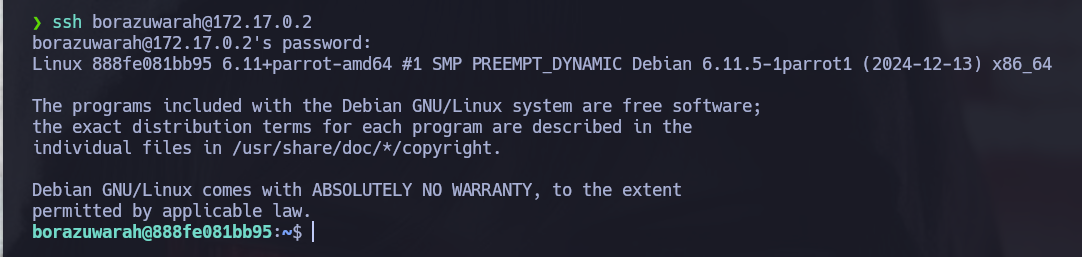 ❯ ssh borazuwarah@172.17.0.2
borazuwarah@172.17.0.2's password:
Linux 888fe081bb95 6.11+parrot-amd64 #1 SMP PREEMPT_DYNAMIC Debian 6.11.5-1parrot1 (2024-12-13) x86_64
The programs included with the Debian GNU/Linux system are free software;
the exact distribution terms for each program are described in the
individual files in /usr/share/doc/*/copyright.
Debian GNU/Linux comes with ABSOLUTELY NO WARRANTY, to the extent
permitted by applicable law.
borazuwarah@888fe081bb95:~$